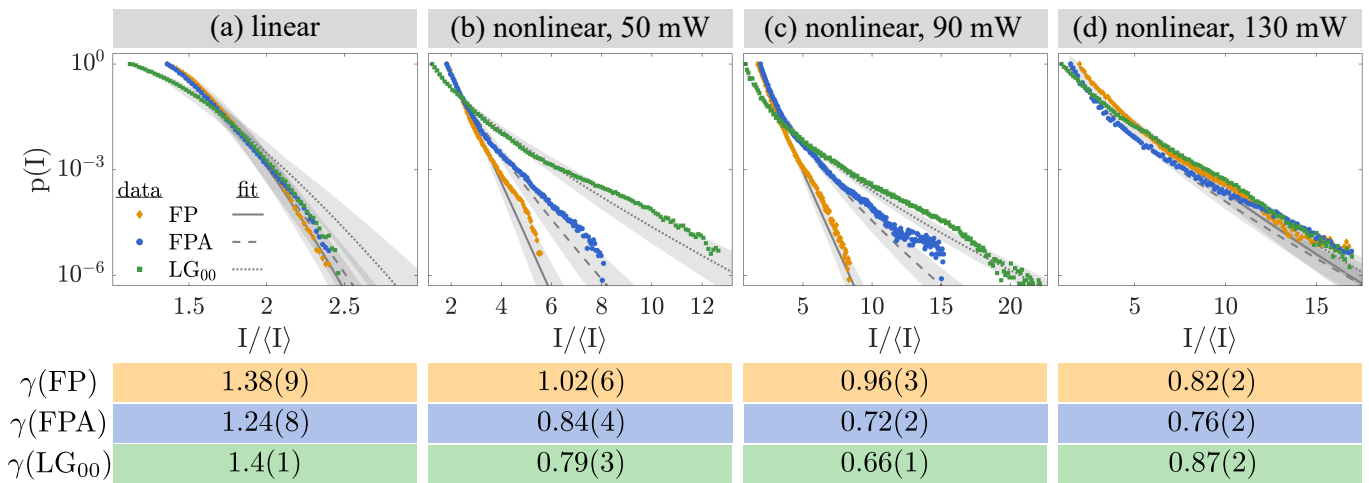 (a) linear (b) nonlinear, 50 mW (c) nonlinear, 90 mW (d) nonlinear, 130 mW
p(I)
10⁰
10⁻³
10⁻⁶
data fit
FP
FPA
LG₀₀
1.5 2 2.5 2 4 6 8 10 12 5 10 15 20 5 10 15
I/⟨I⟩ I/⟨I⟩ I/⟨I⟩ I/⟨I⟩
γ(FP) 1.38(9) 1.02(6) 0.96(3) 0.82(2)
γ(FPA) 1.24(8) 0.84(4) 0.72(2) 0.76(2)
γ(LG₀₀) 1.4(1) 0.79(3) 0.66(1) 0.87(2)